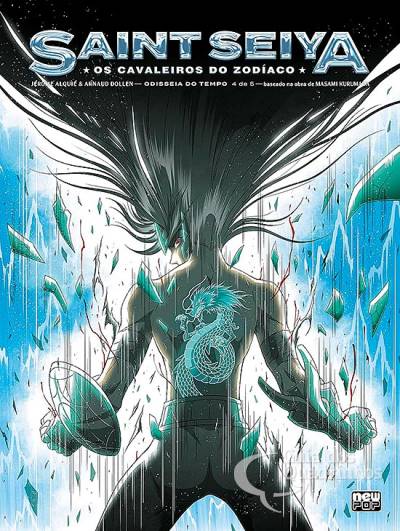 SAINT SEIYA
★ OS CAVALEIROS DO ZODÍACO ★
JÉRÔME ALQUIÉ & ARNAUD DOLLEN — ODISSEIA DO TEMPO 4 de 5 — baseado na obra de MASAMI KURUMADA
new
POP